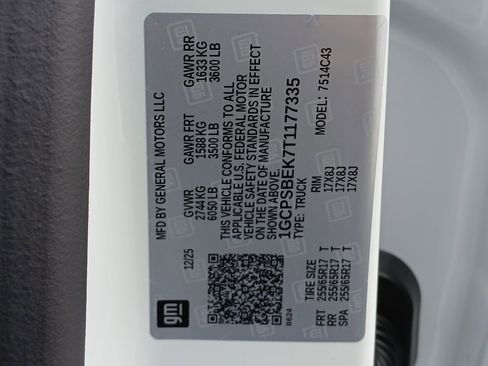 MFD BY GENERAL MOTORS LLC
12/25
GVWR
2744 KG
6050 LB
GAWR FRT
1588 KG
3500 LB
GAWR RR
1633 KG
3600 LB
THIS VEHICLE CONFORMS TO ALL
APPLICABLE U.S. FEDERAL MOTOR
VEHICLE SAFETY STANDARDS IN EFFECT
ON THE DATE OF MANUFACTURE
SHOWN ABOVE.
1GCPSBEK7T1177335
TYPE: TRUCK
MODEL: 7 514C43
gm
8624
TIRE SIZE RIM
FRT 255/65R17 T 17X8J
RR 255/65R17 T 17X8J
SPA 255/65R17 T 17X8J